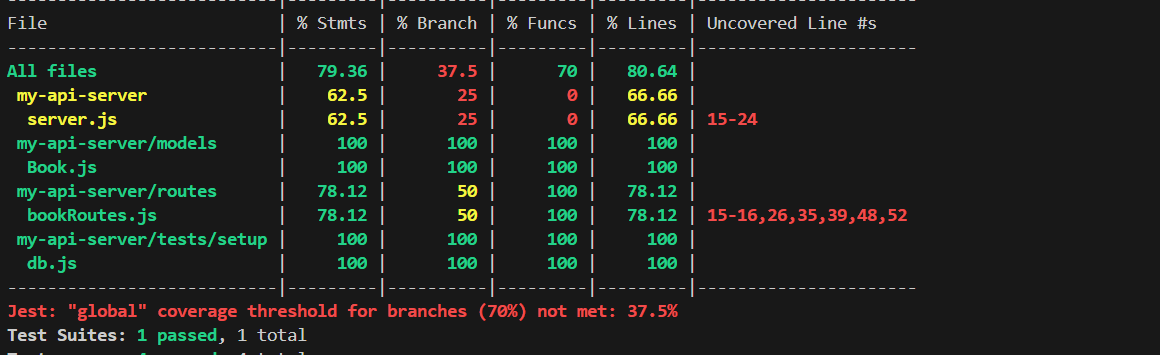 ---------------------------|---------|----------|---------|---------|----------------------
File                       | % Stmts | % Branch | % Funcs | % Lines | Uncovered Line #s
---------------------------|---------|----------|---------|---------|----------------------
All files                  |   79.36 |     37.5 |      70 |   80.64 |
 my-api-server             |    62.5 |       25 |       0 |   66.66 |
  server.js                |    62.5 |       25 |       0 |   66.66 | 15-24
 my-api-server/models      |     100 |      100 |     100 |     100 |
  Book.js                  |     100 |      100 |     100 |     100 |
 my-api-server/routes      |   78.12 |       50 |     100 |   78.12 |
  bookRoutes.js            |   78.12 |       50 |     100 |   78.12 | 15-16,26,35,39,48,52
 my-api-server/tests/setup |     100 |      100 |     100 |     100 |
  db.js                    |     100 |      100 |     100 |     100 |
---------------------------|---------|----------|---------|---------|----------------------
Jest: "global" coverage threshold for branches (70%) not met: 37.5%
Test Suites: 1 passed, 1 total